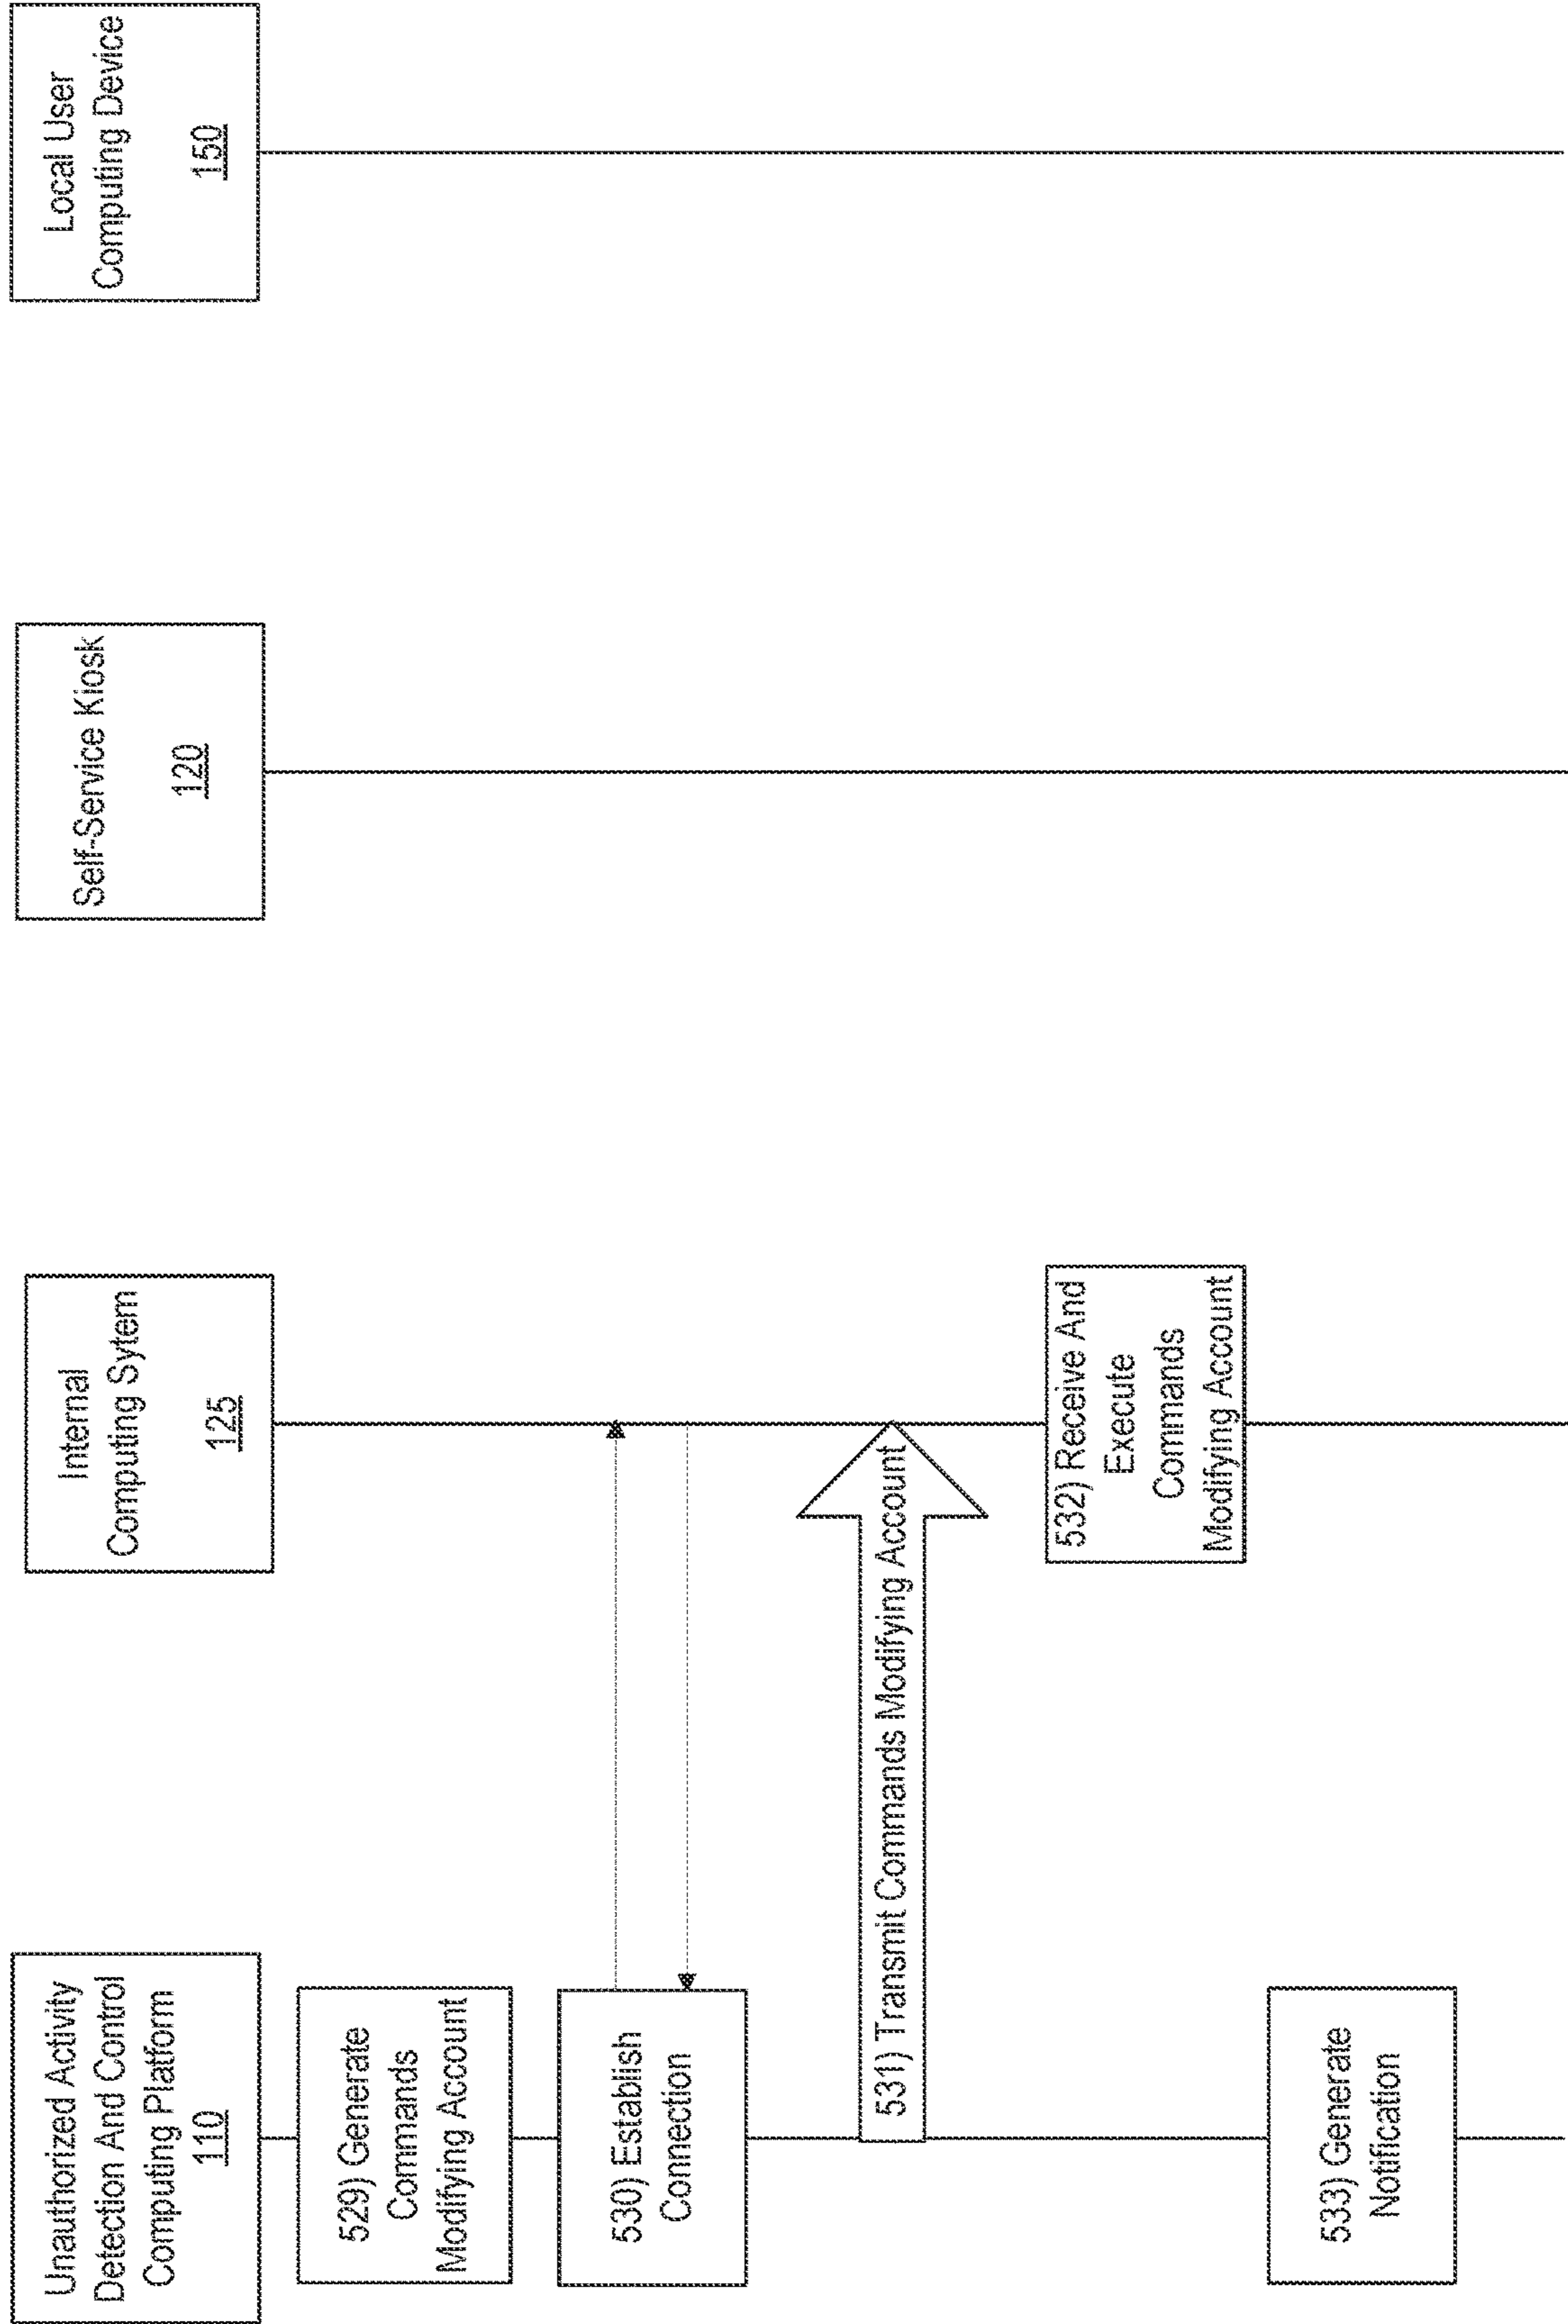 Unauthorized Activity
Detection And Control
Computing Platform
110
Internal
Computing Sytem
125
Self-Service Kiosk
120
Local User
Computing Device
150
529) Generate
Commands
Modifying Account
530) Establish
Connection
531) Transmit Commands Modifying Account
532) Receive And
Execute
Commands
Modifying Account
533) Generate
Notification